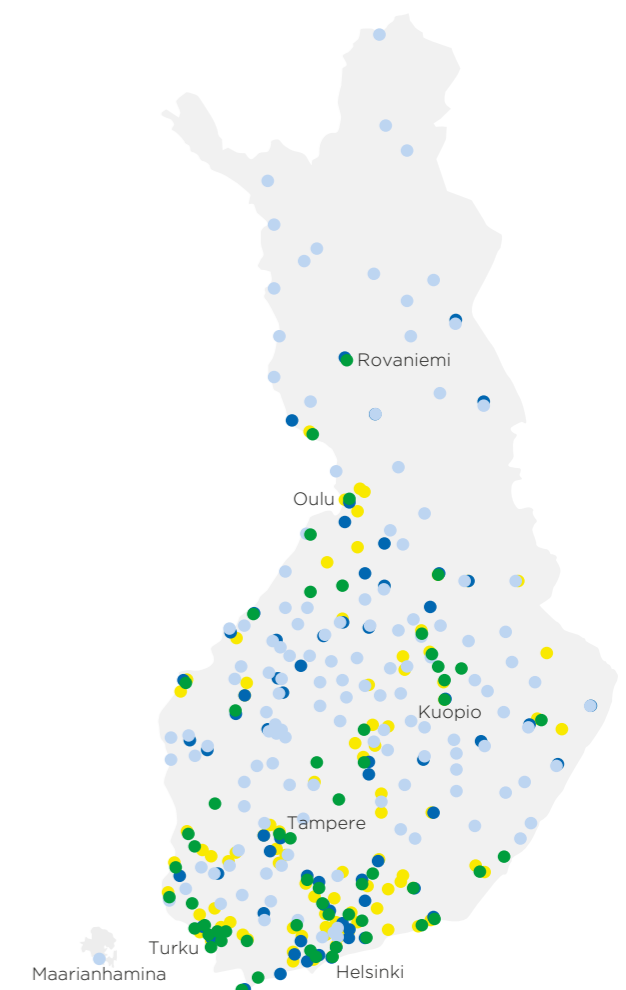 Rovaniemi
Oulu
Kuopio
Tampere
Turku
Helsinki
Maarianhamina